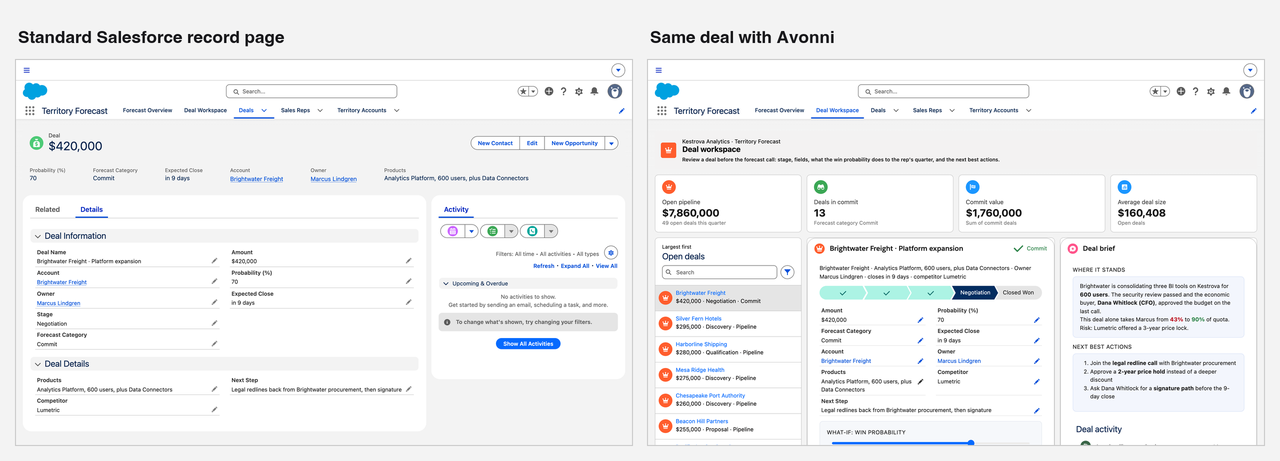 Standard Salesforce record page
Search...
Territory Forecast
Forecast Overview
Deal Workspace
Deals
Sales Reps
Territory Accounts
Deal
$420,000
New Contact
Edit
New Opportunity
Probability (%)
70
Forecast Category
Commit
Expected Close
in 9 days
Account
Brightwater Freight
Owner
Marcus Lindgren
Products
Analytics Platform, 600 users, plus Data Connectors
Related
Details
Deal Information
Deal Name
Brightwater Freight · Platform expansion
Amount
$420,000
Account
Brightwater Freight
Probability (%)
70
Owner
Marcus Lindgren
Expected Close
in 9 days
Stage
Negotiation
Forecast Category
Commit
Deal Details
Products
Analytics Platform, 600 users, plus Data Connectors
Next Step
Legal redlines back from Brightwater procurement, then signature
Competitor
Lumetric
Activity
Filters: All time · All activities · All types
Refresh · Expand All · View All
Upcoming & Overdue
No activities to show.
Get started by sending an email, scheduling a task, and more.
To change what's shown, try changing your filters.
Show All Activities
Same deal with Avonni
Search...
Territory Forecast
Forecast Overview
Deal Workspace
Deals
Sales Reps
Territory Accounts
Kestrova Analytics · Territory Forecast
Deal workspace
Review a deal before the forecast call: stage, fields, what the win probability does to the rep's quarter, and the next best actions.
Open pipeline
$7,860,000
49 open deals this quarter
Deals in commit
13
Forecast category Commit
Commit value
$1,760,000
Sum of commit deals
Average deal size
$160,408
Open deals
Largest first
Open deals
Search
Brightwater Freight
$420,000 · Negotiation · Commit
Silver Fern Hotels
$295,000 · Discovery · Pipeline
Harborline Shipping
$280,000 · Qualification · Pipeline
Mesa Ridge Health
$275,000 · Discovery · Pipeline
Chesapeake Port Authority
$260,000 · Discovery · Pipeline
Beacon Hill Partners
$255,000 · Proposal · Pipeline
Brightwater Freight · Platform expansion
Commit
Brightwater Freight · Analytics Platform, 600 users, plus Data Connectors · Owner
Marcus Lindgren · closes in 9 days · competitor Lumetric
Negotiation
Closed Won
Amount
$420,000
Probability (%)
70
Forecast Category
Commit
Expected Close
in 9 days
Account
Brightwater Freight
Owner
Marcus Lindgren
Products
Analytics Platform, 600 users, plus
Data Connectors
Competitor
Lumetric
Next Step
Legal redlines back from Brightwater procurement, then signature
WHAT-IF: WIN PROBABILITY
Deal brief
WHERE IT STANDS
Brightwater is consolidating three BI tools on Kestrova for
600 users. The security review passed and the economic
buyer, Dana Whitlock (CFO), approved the budget on the
last call.
This deal alone takes Marcus from 43% to 90% of quota.
Risk: Lumetric offered a 3-year price lock.
NEXT BEST ACTIONS
1. Join the legal redline call with Brightwater procurement
2. Approve a 2-year price hold instead of a deeper
discount
3. Ask Dana Whitlock for a signature path before the 9-
day close
Deal activity